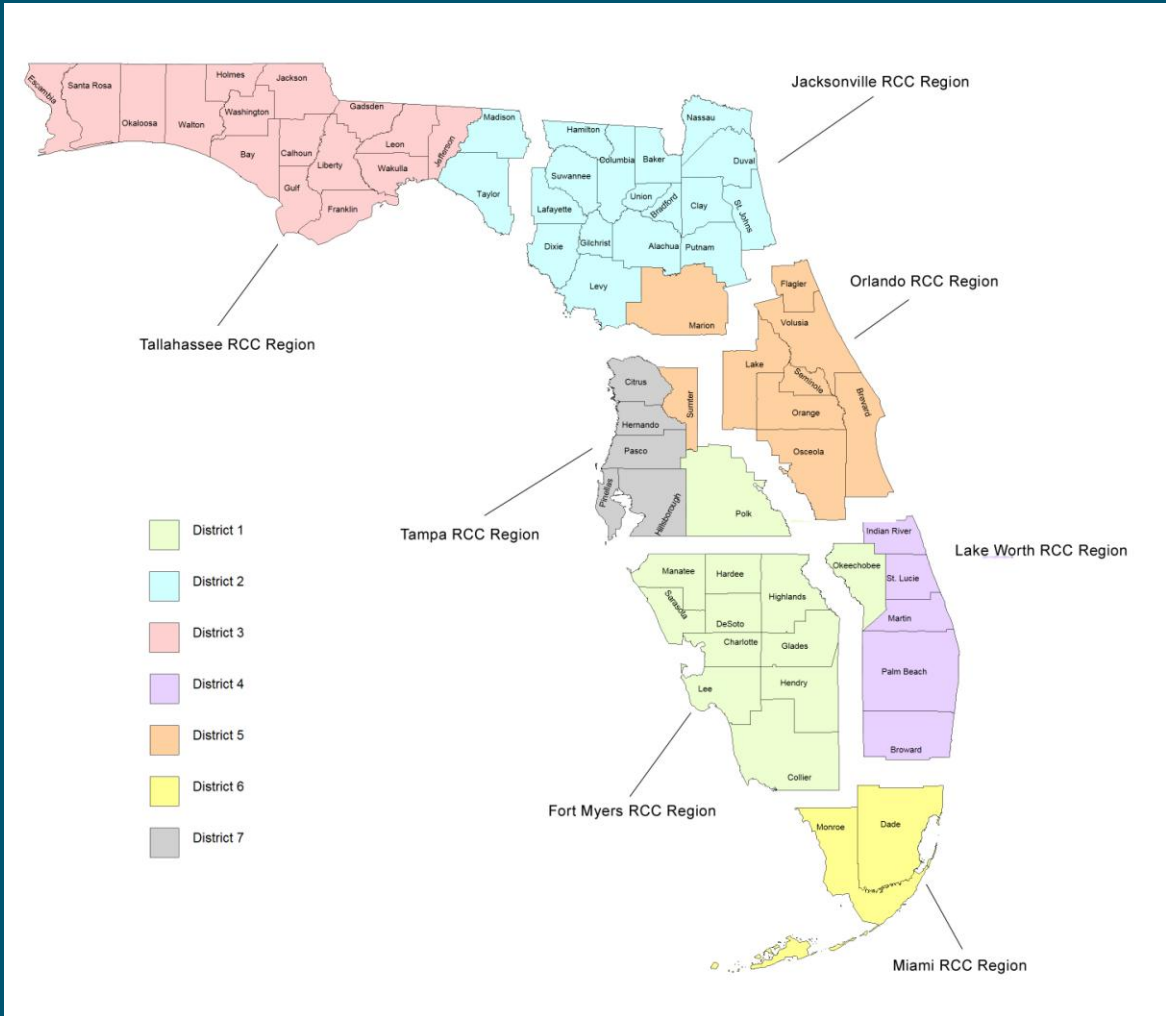 Jacksonville RCC Region
Holmes
Jackson
Escambia
Santa Rosa
Okaloosa
Walton
Washington
Gadsden
Madison
Nassau
Hamilton
Bay
Calhoun
Leon
Jefferson
Columbia
Baker
Duval
Liberty
Wakulla
Suwannee
Gulf
Taylor
Union
Bradford
Clay
St. Johns
Franklin
Lafayette
Dixie
Gilchrist
Alachua
Putnam
Levy
Orlando RCC Region
Flagler
Marion
Volusia
Tallahassee RCC Region
Lake
Seminole
Citrus
Sumter
Brevard
Orange
Hernando
Pasco
Osceola
Pinellas
Hillsborough
Polk
Tampa RCC Region
Indian River
Lake Worth RCC Region
Okeechobee
St. Lucie
Manatee
Hardee
Highlands
Sarasota
DeSoto
Martin
Charlotte
Glades
Palm Beach
Lee
Hendry
Broward
Collier
District 1
District 2
District 3
District 4
District 5
District 6
District 7
Fort Myers RCC Region
Monroe
Dade
Miami RCC Region